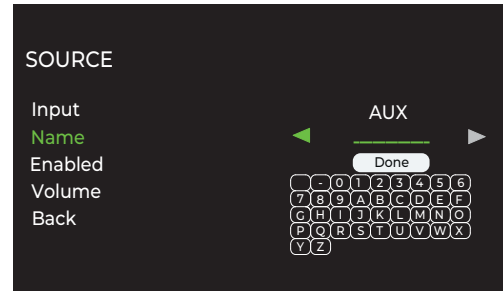 SOURCE
Input
AUX
Name
Enabled
Done
Volume
Back
- 0 1 2 3 4 5 6
7 8 9 A B C D E F
G H I J K L M N O
P Q R S T U V W X
Y Z